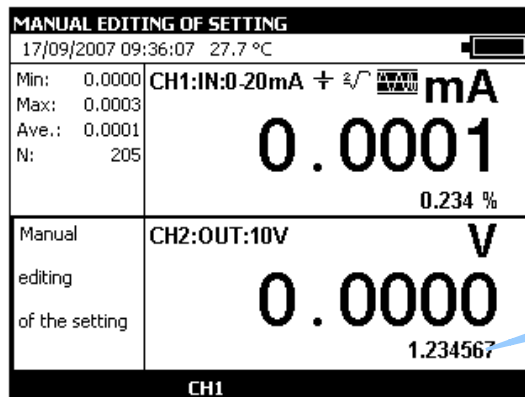 MANUAL EDITING OF SETTING
17/09/2007 09:36:07 27.7 °C
Min: 0.0000
Max: 0.0003
Ave.: 0.0001
N: 205
CH1:IN:0-20mA
mA
0.0001
0.234 %
Manual
editing
of the setting
CH2:OUT:10V
V
0.0000
1.234567
CH1